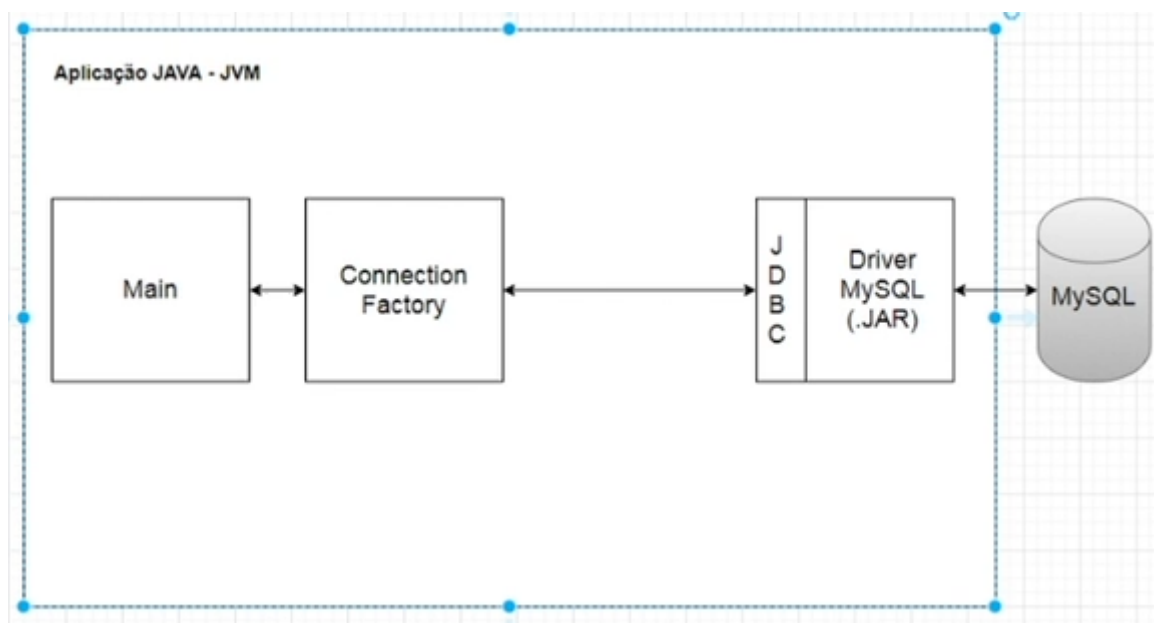 Aplicação JAVA - JVM
Main
Connection
Factory
J
D
B
C
Driver
MySQL
(.JAR)
MySQL